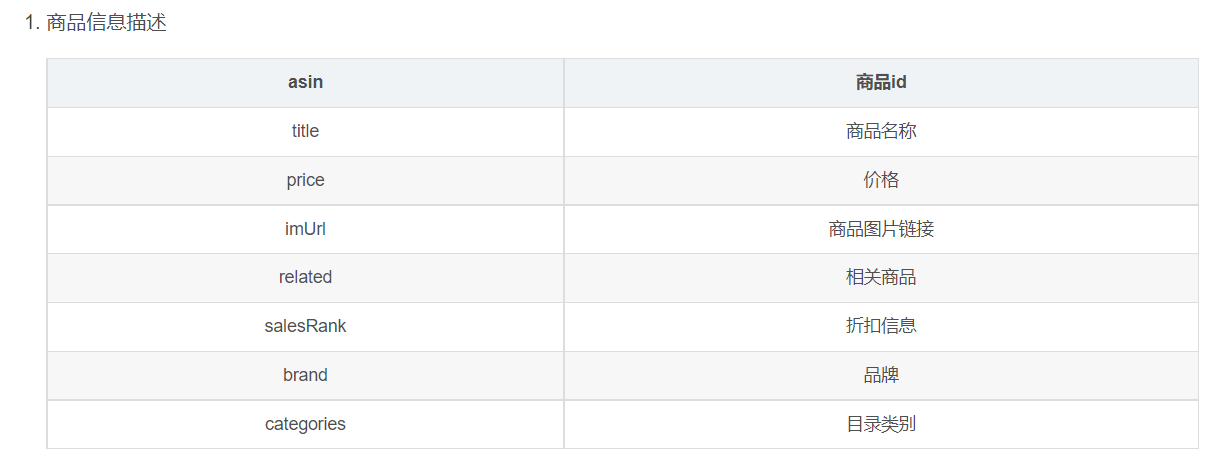 1. 商品信息描述
asin 商品id
title 商品名称
price 价格
imUrl 商品图片链接
related 相关商品
salesRank 折扣信息
brand 品牌
categories 目录类别